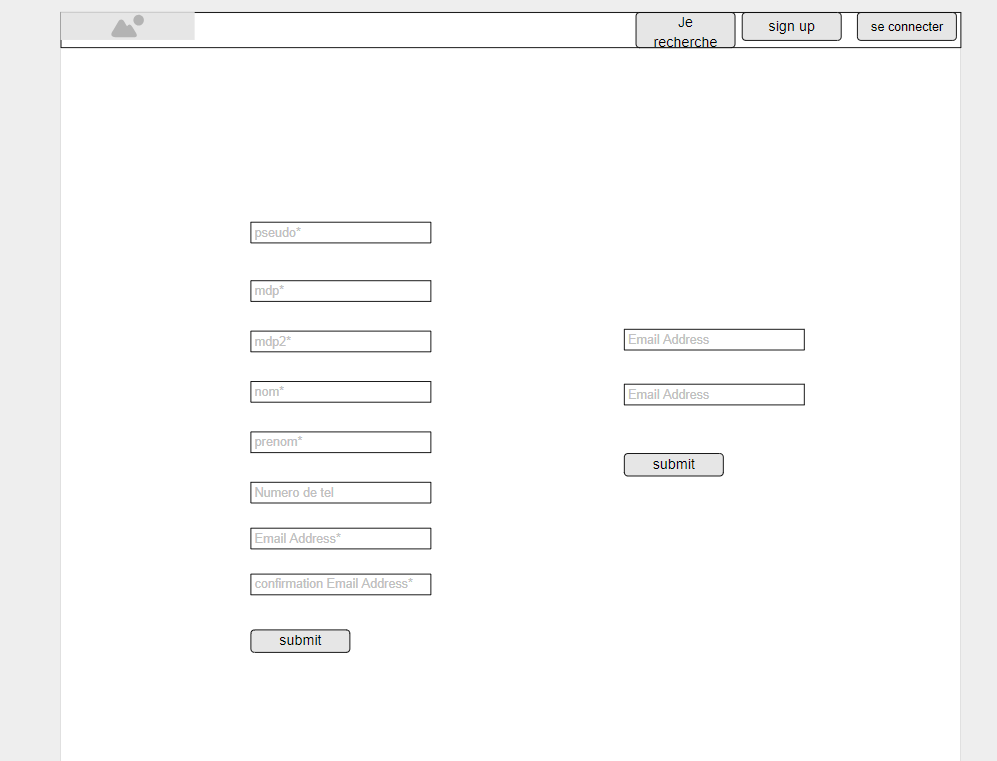 Je
recherche
sign up
se connecter
pseudo*
mdp*
mdp2*
nom*
prenom*
Numero de tel
Email Address*
confirmation Email Address*
submit
Email Address
Email Address
submit